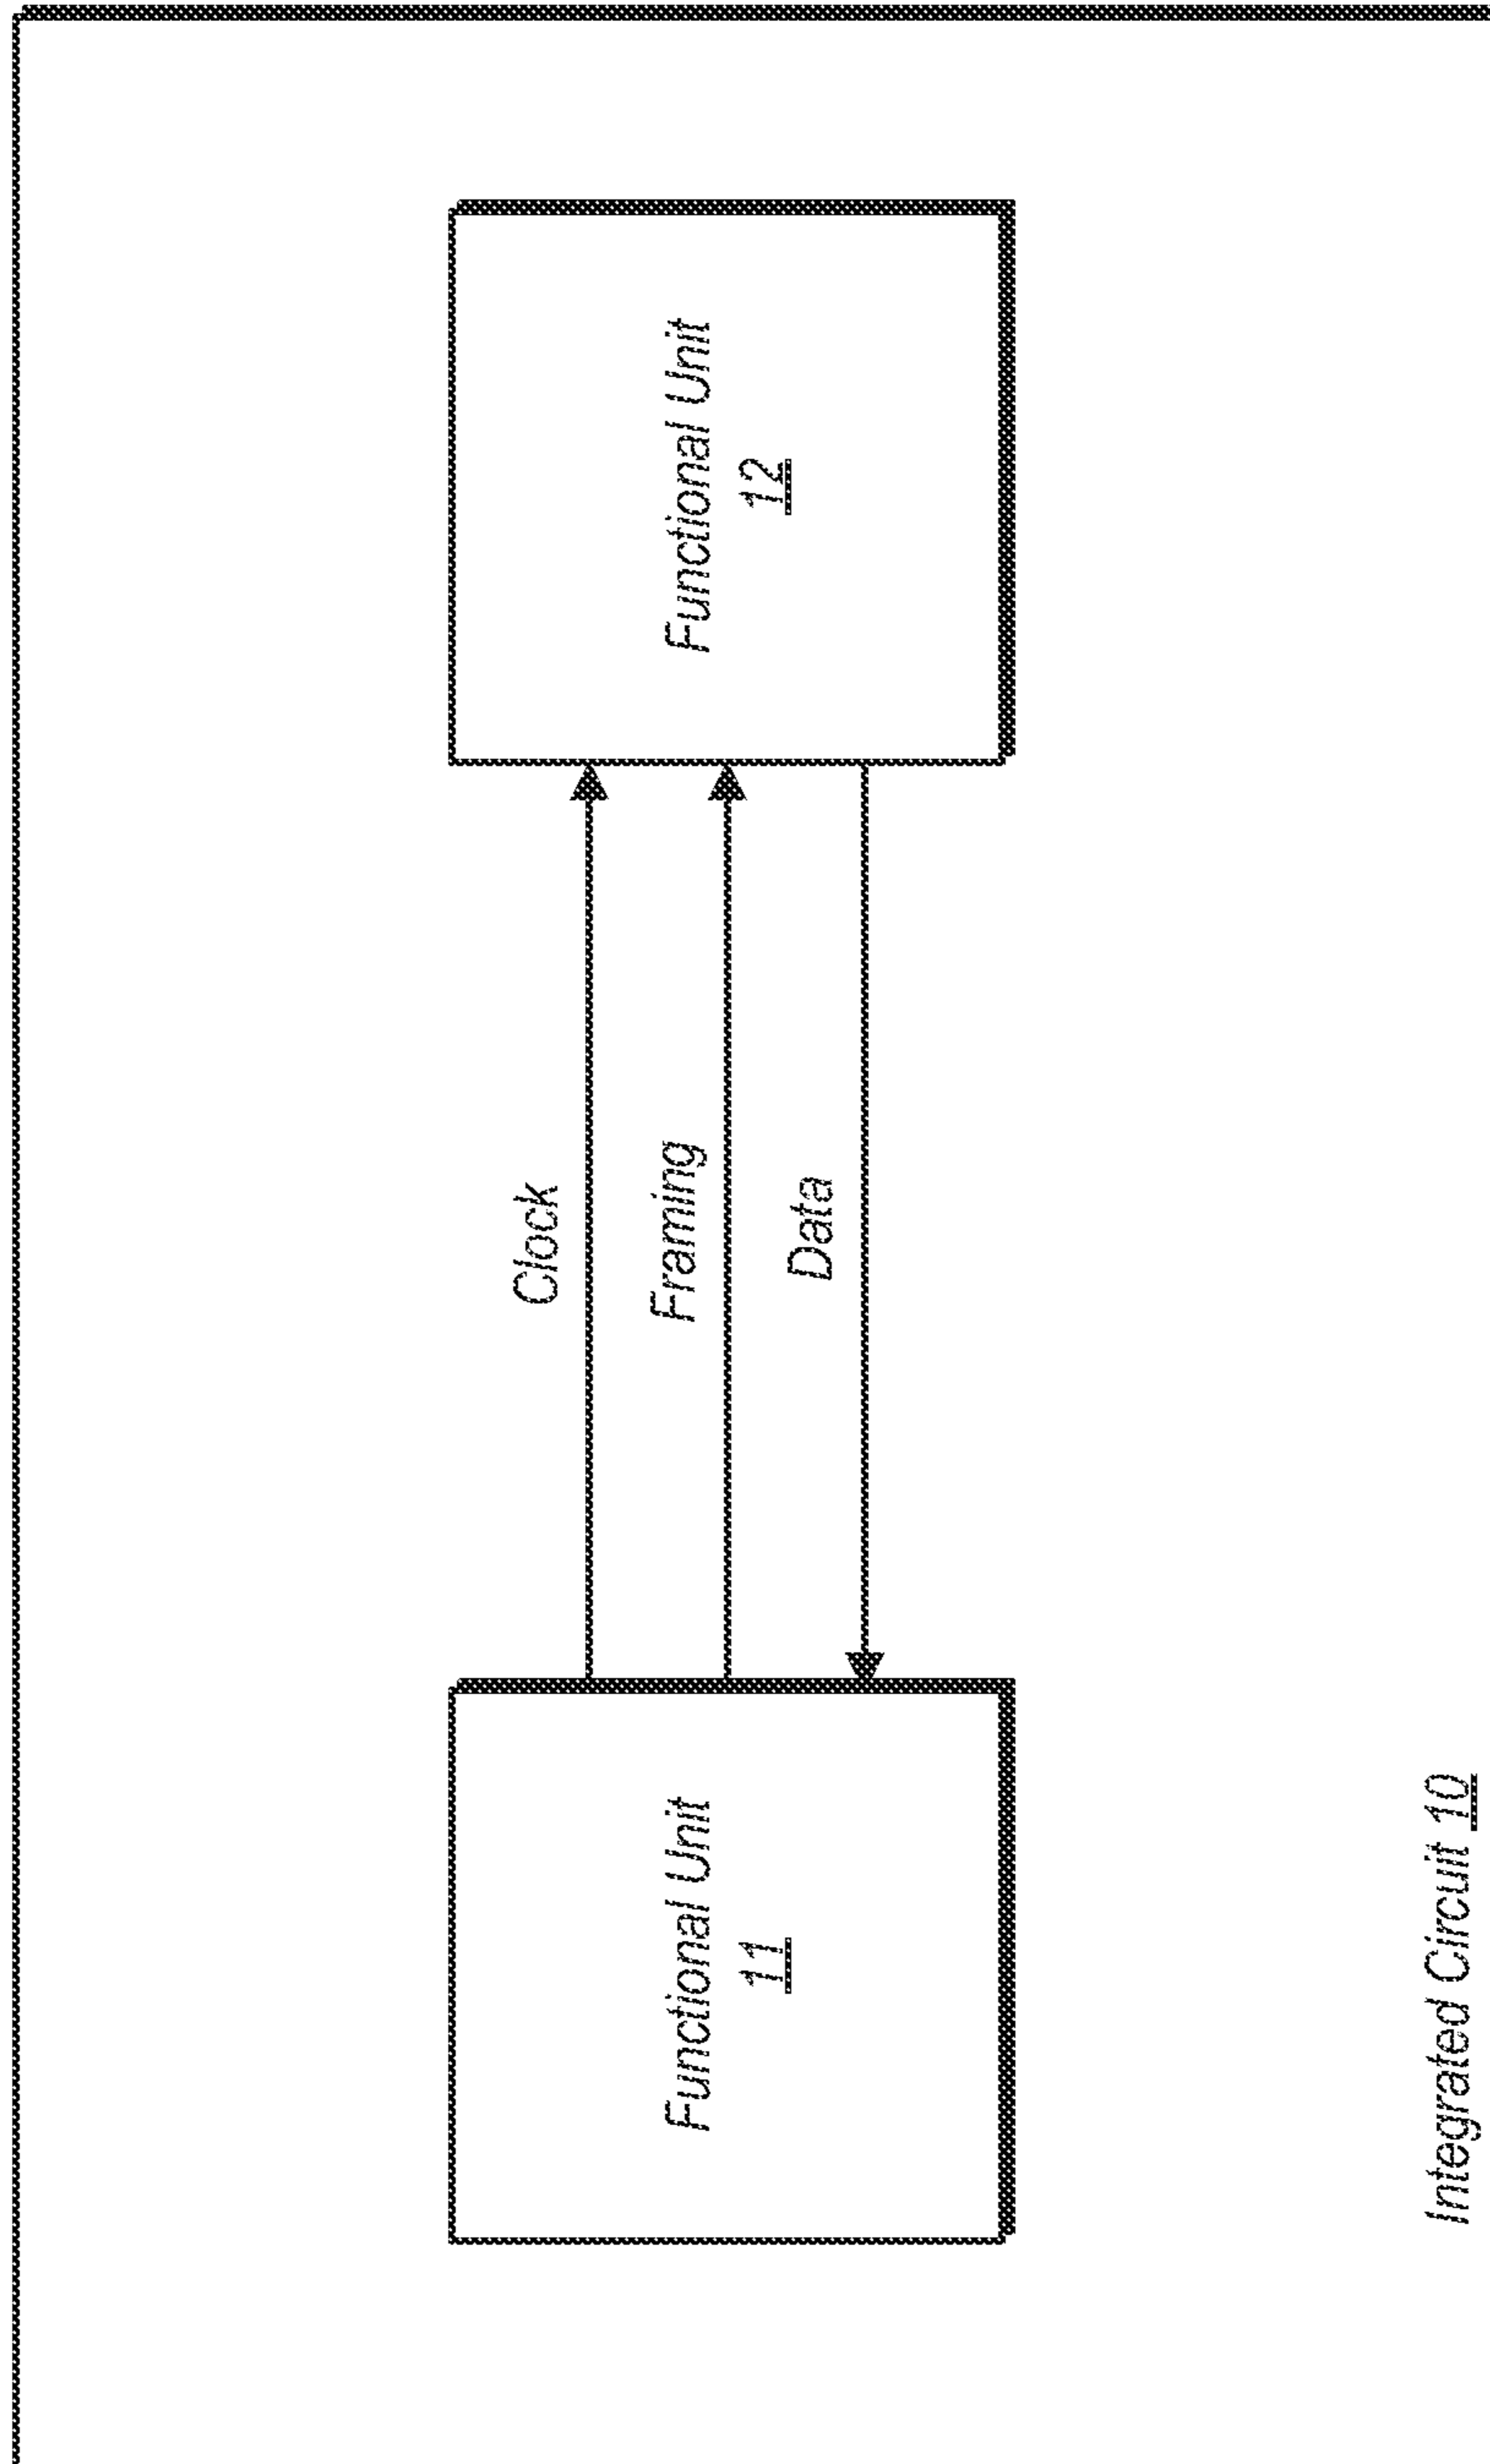 Functional Unit
11
Clock
Framing
Data
Functional Unit
12
Integrated Circuit 10